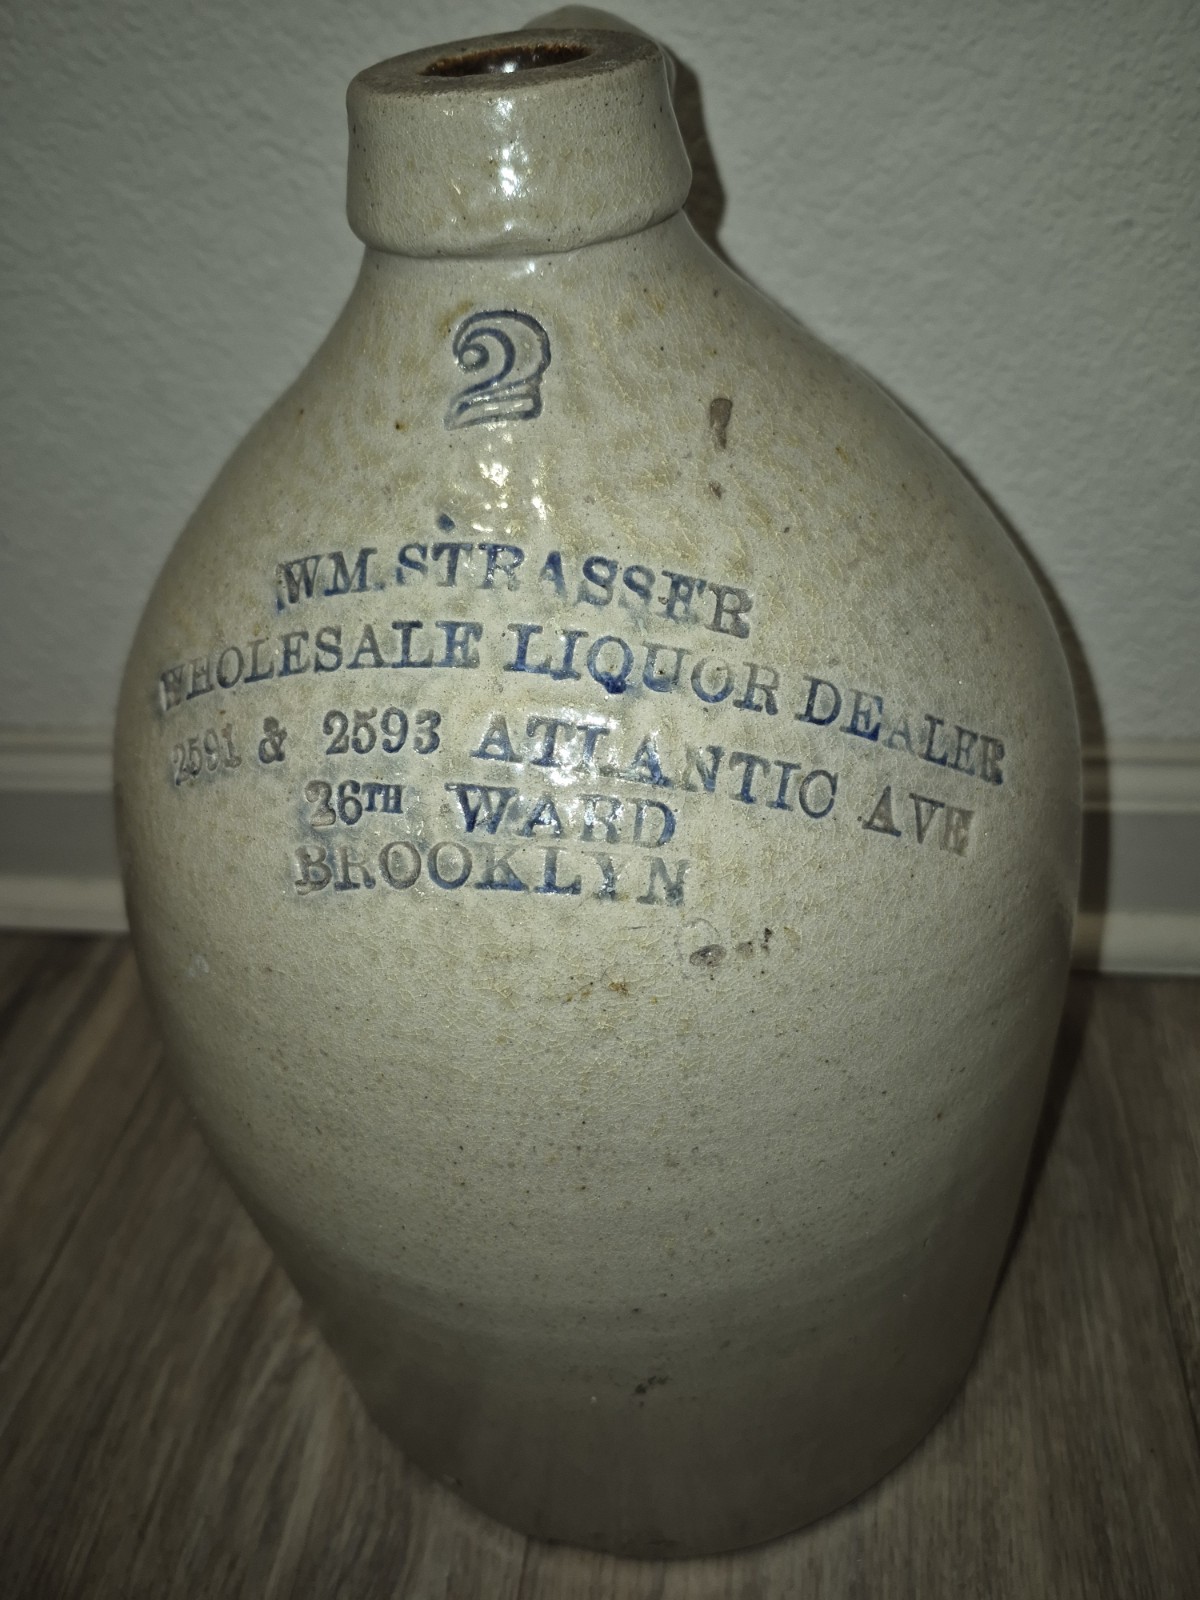 2
WM. STRASSER
WHOLESALE LIQUOR DEALER
2591 & 2593 ATLANTIC AVE
26TH WARD
BROOKLYN